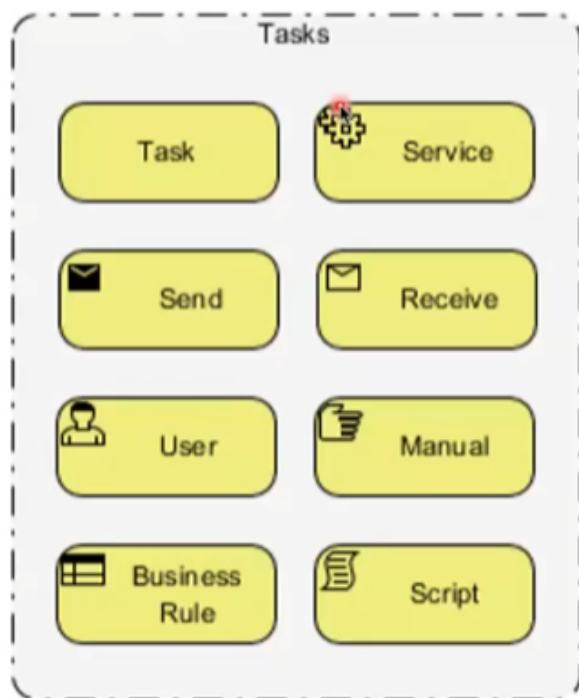 Tasks
Task
Service
Send
Receive
User
Manual
Business
Rule
Script